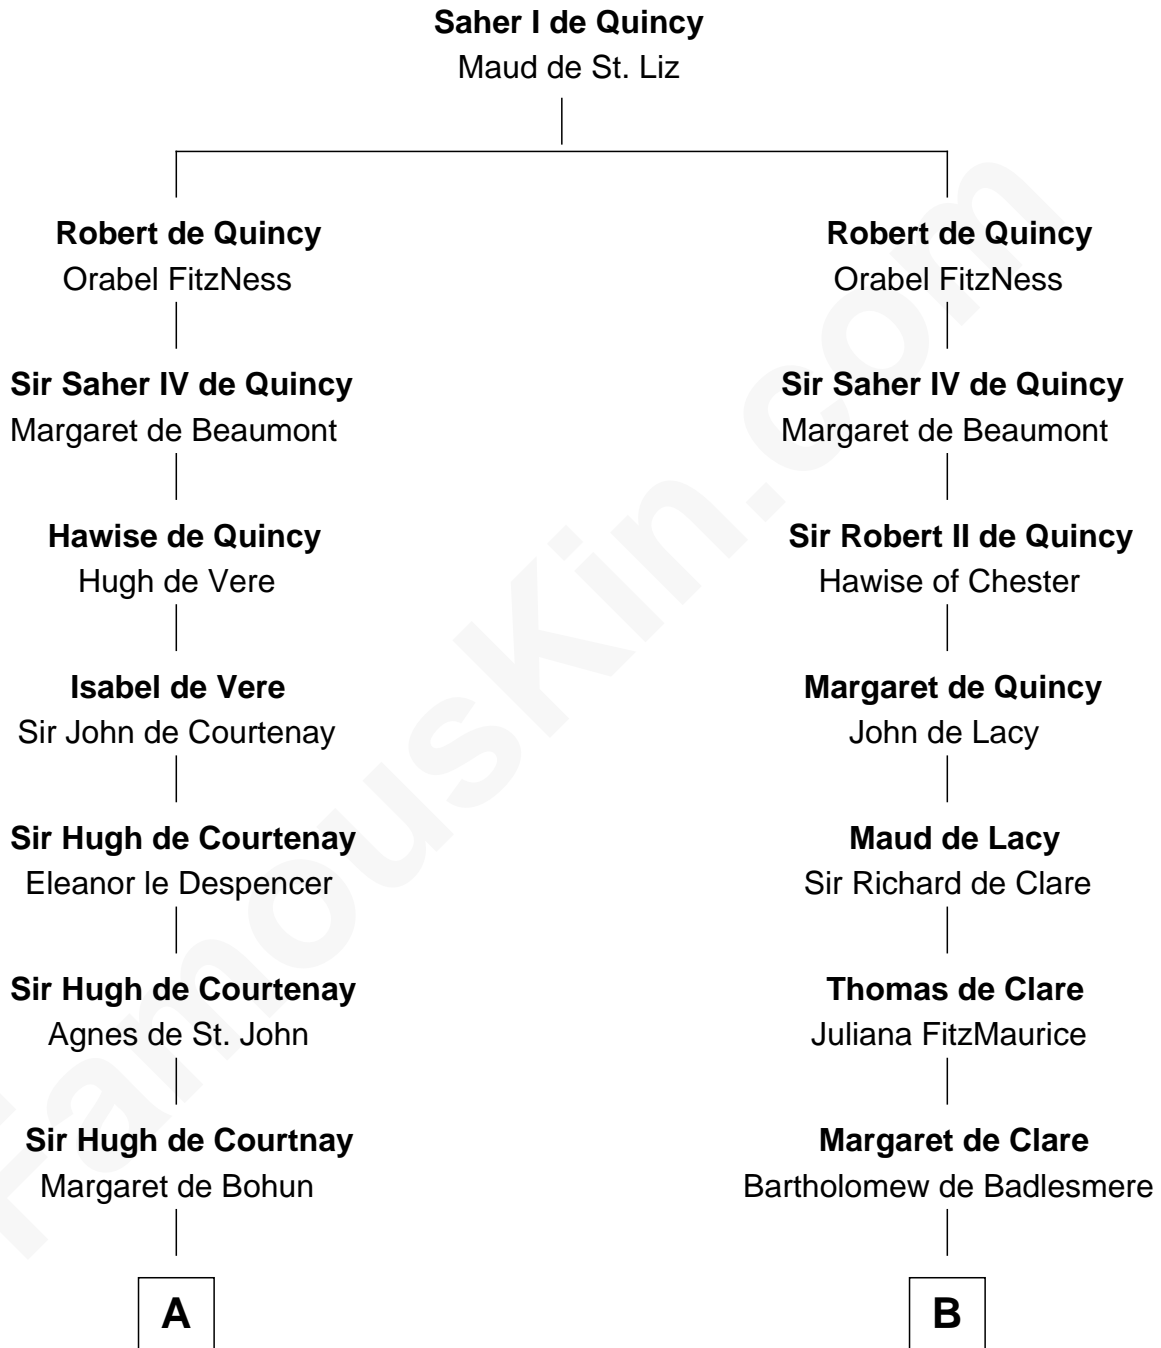 Saher I de Quincy
Maud de St. Liz
Robert de Quincy
Orabel FitzNess
Robert de Quincy
Orabel FitzNess
Sir Saher IV de Quincy
Margaret de Beaumont
Sir Saher IV de Quincy
Margaret de Beaumont
Hawise de Quincy
Hugh de Vere
Sir Robert II de Quincy
Hawise of Chester
Isabel de Vere
Sir John de Courtenay
Margaret de Quincy
John de Lacy
Sir Hugh de Courtenay
Eleanor le Despencer
Maud de Lacy
Sir Richard de Clare
Sir Hugh de Courtenay
Agnes de St. John
Thomas de Clare
Juliana FitzMaurice
Sir Hugh de Courtnay
Margaret de Bohun
Margaret de Clare
Bartholomew de Badlesmere
A
B
FamousKin.com